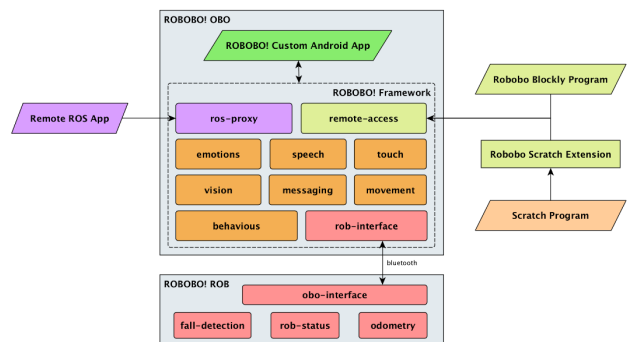 ROBOBO! OBO
ROBOBO! Custom Android App
ROBOBO! Framework
Robobo Blockly Program
Remote ROS App
ros-proxy
remote-access
emotions
speech
touch
Robobo Scratch Extension
vision
messaging
movement
behavious
rob-interface
Scratch Program
bluetooth
ROBOBO! ROB
obo-interface
fall-detection
rob-status
odometry